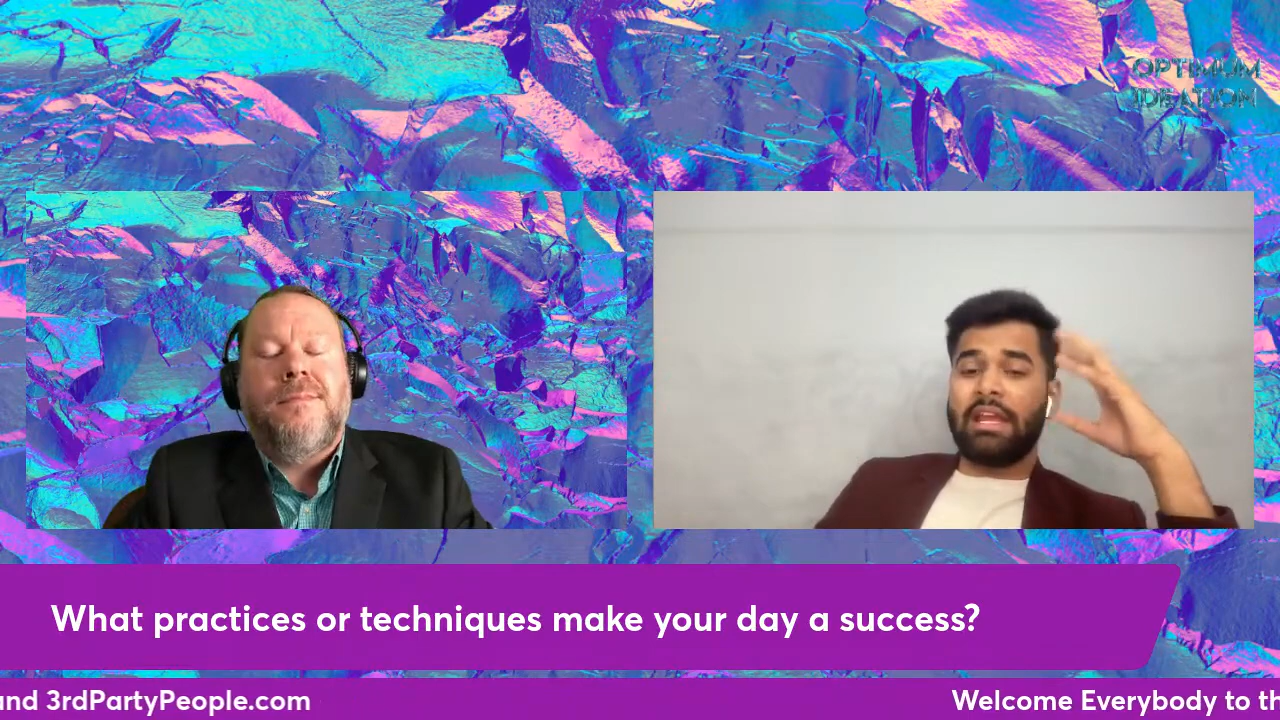 OPTIMUM
IDEATION
What practices or techniques make your day a success?
and 3rdPartyPeople.com
Welcome Everybody to th